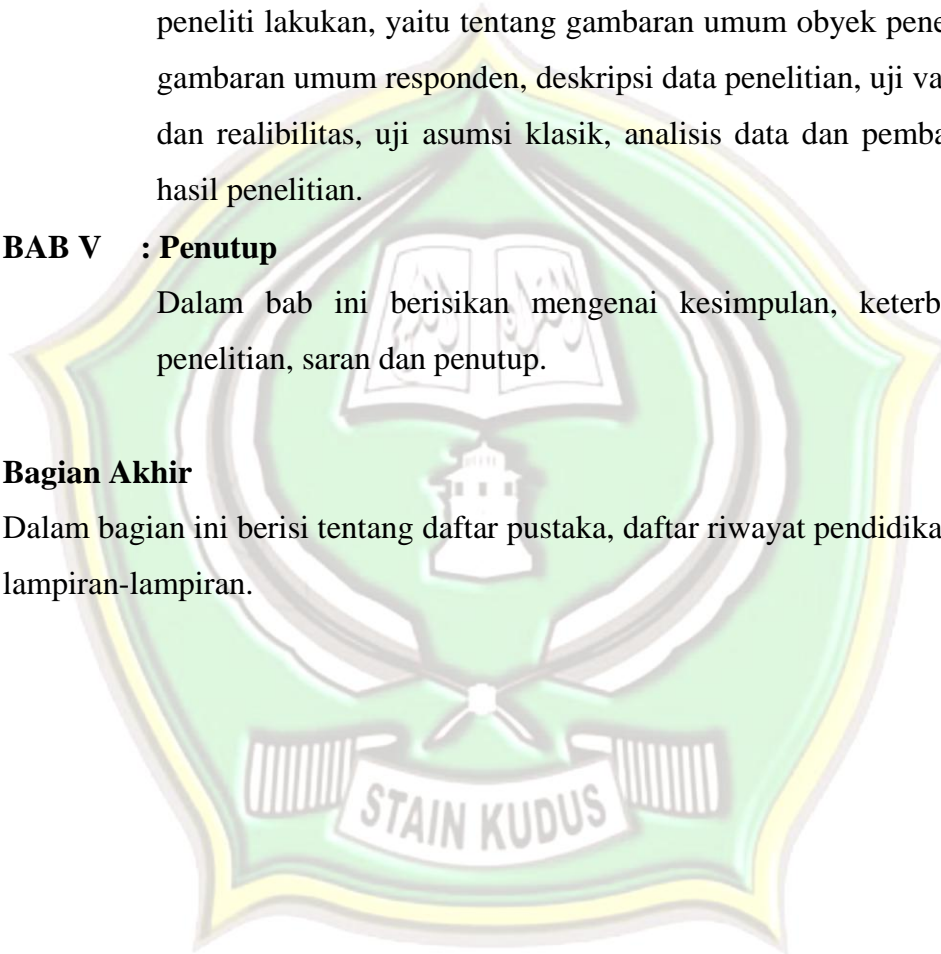 peneliti lakukan, yaitu tentang gambaran umum obyek pene
gambaran umum responden, deskripsi data penelitian, uji va
dan realibilitas, uji asumsi klasik, analisis data dan pemba
hasil penelitian.
BAB V : Penutup
Dalam bab ini berisikan mengenai kesimpulan, keterb
penelitian, saran dan penutup.
Bagian Akhir
Dalam bagian ini berisi tentang daftar pustaka, daftar riwayat pendidika
lampiran-lampiran.
STAIN KUDUS